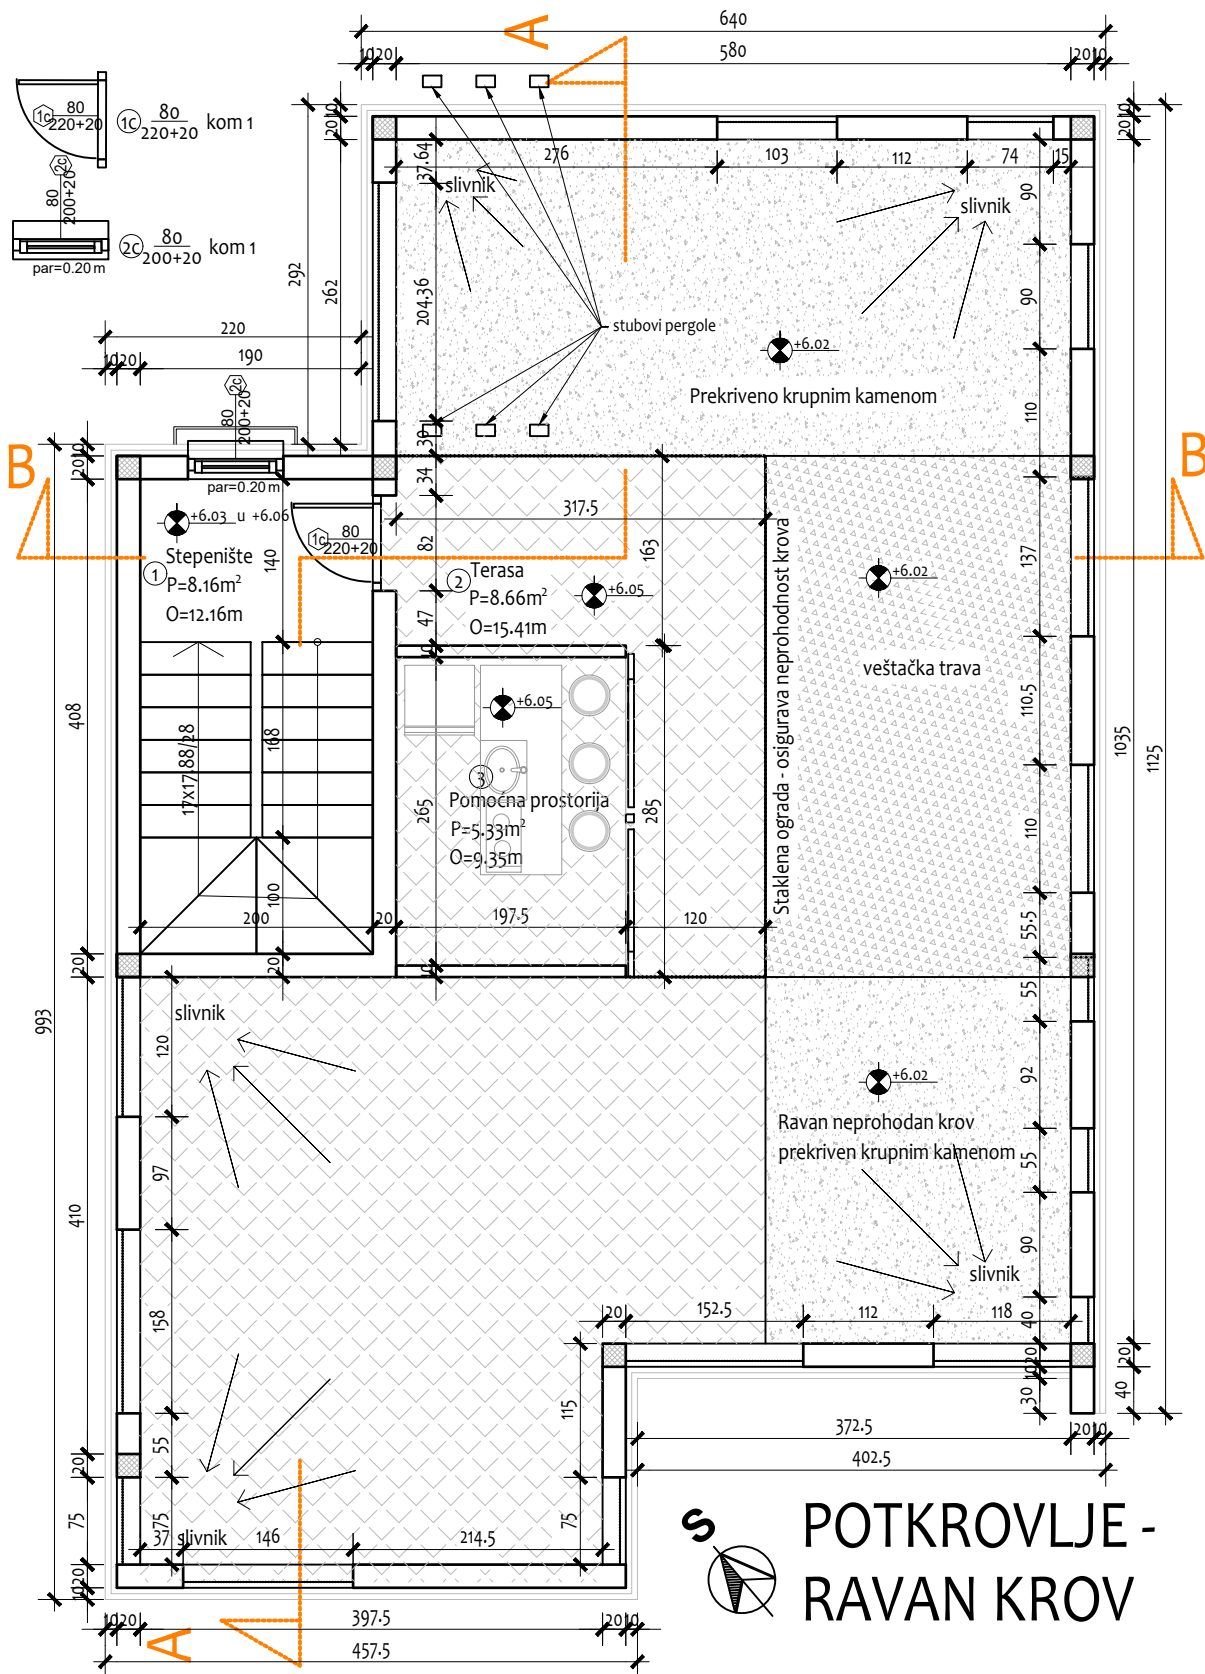 640
580
10 20
20 10
A
1c
80
220+20
1c 80
220+20 kom 1
2c
80
200+20
2c 80
200+20 kom 1
par=0.20 m
20 10
20 10
276
103
112
74
15
37.64
90
slivnik
slivnik
292
262
204.36
90
stubovi pergole
+6.02
220
10 20
190
Prekriveno krupnim kamenom
110
2c
80
200+20
30
B
B
20 10
34
par=0.20 m
+6.03 u +6.06
317.5
1c
80
220+20
140
82
163
137
Stepenište
1
P=8.16m²
O=12.16m
Terasa
2
P=8.66m²
O=15.41m
+6.05
+6.02
47
10
Staklena ograda - osigurava neprohodnost krova
veštačka trava
408
17x17.88/28
168
+6.05
110.5
1035
1125
3
Pomoćna prostorija
P=5.33m²
O=9.35m
265
285
110
100
200
20
197.5
120
55.5
20
20
10
993
slivnik
120
55
+6.02
92
Ravan neprohodan krov
prekriven krupnim kamenom
97
55
410
90
slivnik
158
20
152.5
112
118
40
20
10 20
30
40
115
372.5
20 10
402.5
55
20
75
75
75
37
slivnik
146
214.5
10 20
S
POTKROVLJE -
RAVAN KROV
10 20
397.5
20 10
A
457.5